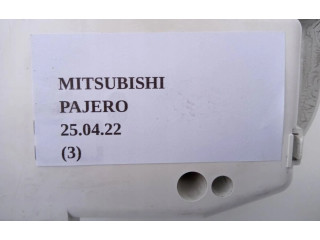 MITSUBISHI
PAJERO
25.04.22
(3)